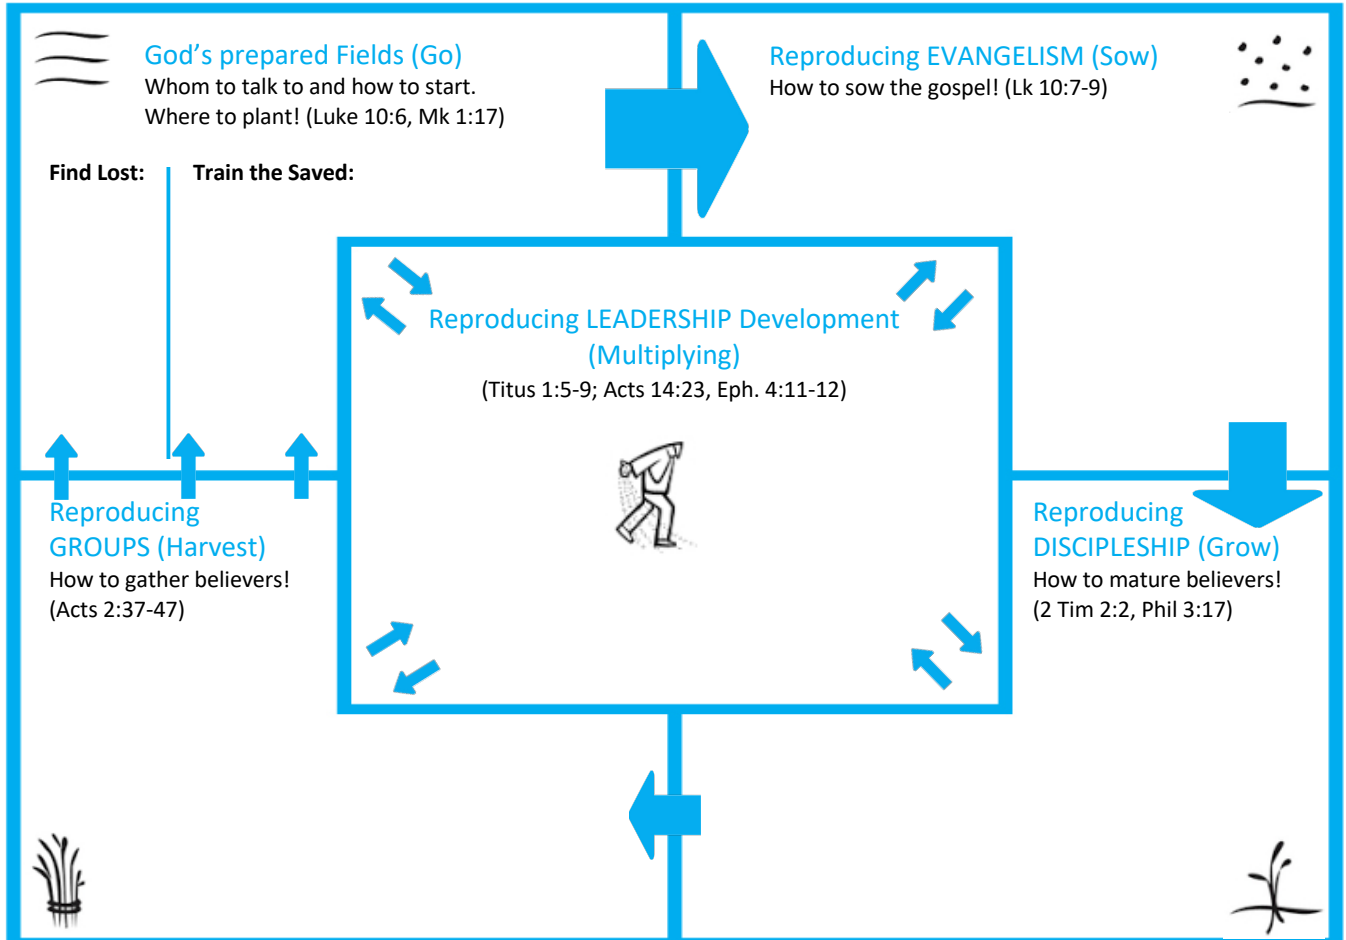 God’s prepared Fields (Go)
Whom to talk to and how to start.
Where to plant! (Luke 10:6, Mk 1:17)
Find Lost:
Train the Saved:
Reproducing EVANGELISM (Sow)
How to sow the gospel! (Lk 10:7-9)
Reproducing LEADERSHIP Development
(Multiplying)
(Titus 1:5-9; Acts 14:23, Eph. 4:11-12)
Reproducing
GROUPS (Harvest)
How to gather believers!
(Acts 2:37-47)
Reproducing
DISCIPLESHIP (Grow)
How to mature believers!
(2 Tim 2:2, Phil 3:17)